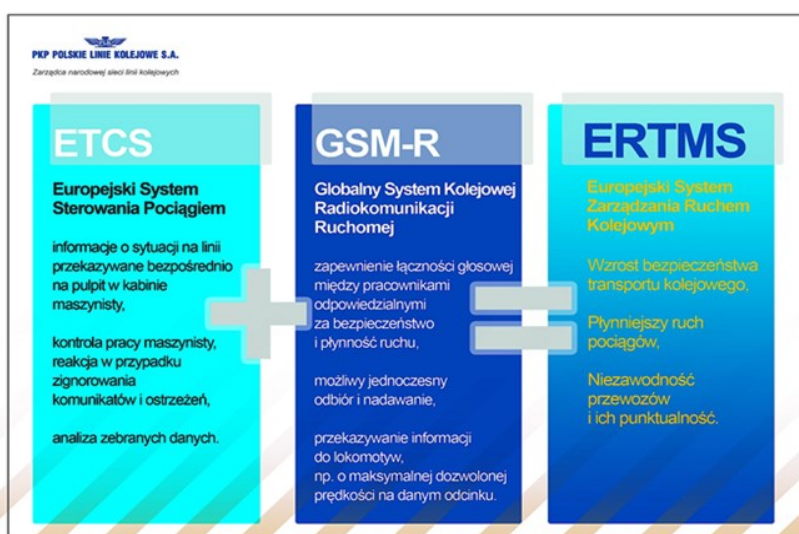 PKP POLSKIE LINIE KOLEJOWE S.A.
Zarządca narodowej sieci linii kolejowych
ETCS
Europejski System
Sterowania Pociągiem
informacje o sytuacji na linii
przekazywane bezpośrednio
na pulpit w kabinie
maszynisty,
kontrola pracy maszynisty,
reakcja w przypadku
zignorowania
komunikatów i ostrzeżeń,
analiza zebranych danych.
+
GSM-R
Globalny System Kolejowej
Radiokomunikacji
Ruchomej
zapewnienie łączności głosowej
między pracownikami
odpowiedzialnymi
za bezpieczeństwo
i płynność ruchu,
możliwy jednoczesny
odbiór i nadawanie,
przekazywanie informacji
do lokomotyw,
np. o maksymalnej dozwolonej
prędkości na danym odcinku.
=
ERTMS
Europejski System
Zarządzania Ruchem
Kolejowym
Wzrost bezpieczeństwa
transportu kolejowego,
Płynniejszy ruch
pociągów,
Niezawodność
przewozów
i ich punktualność.